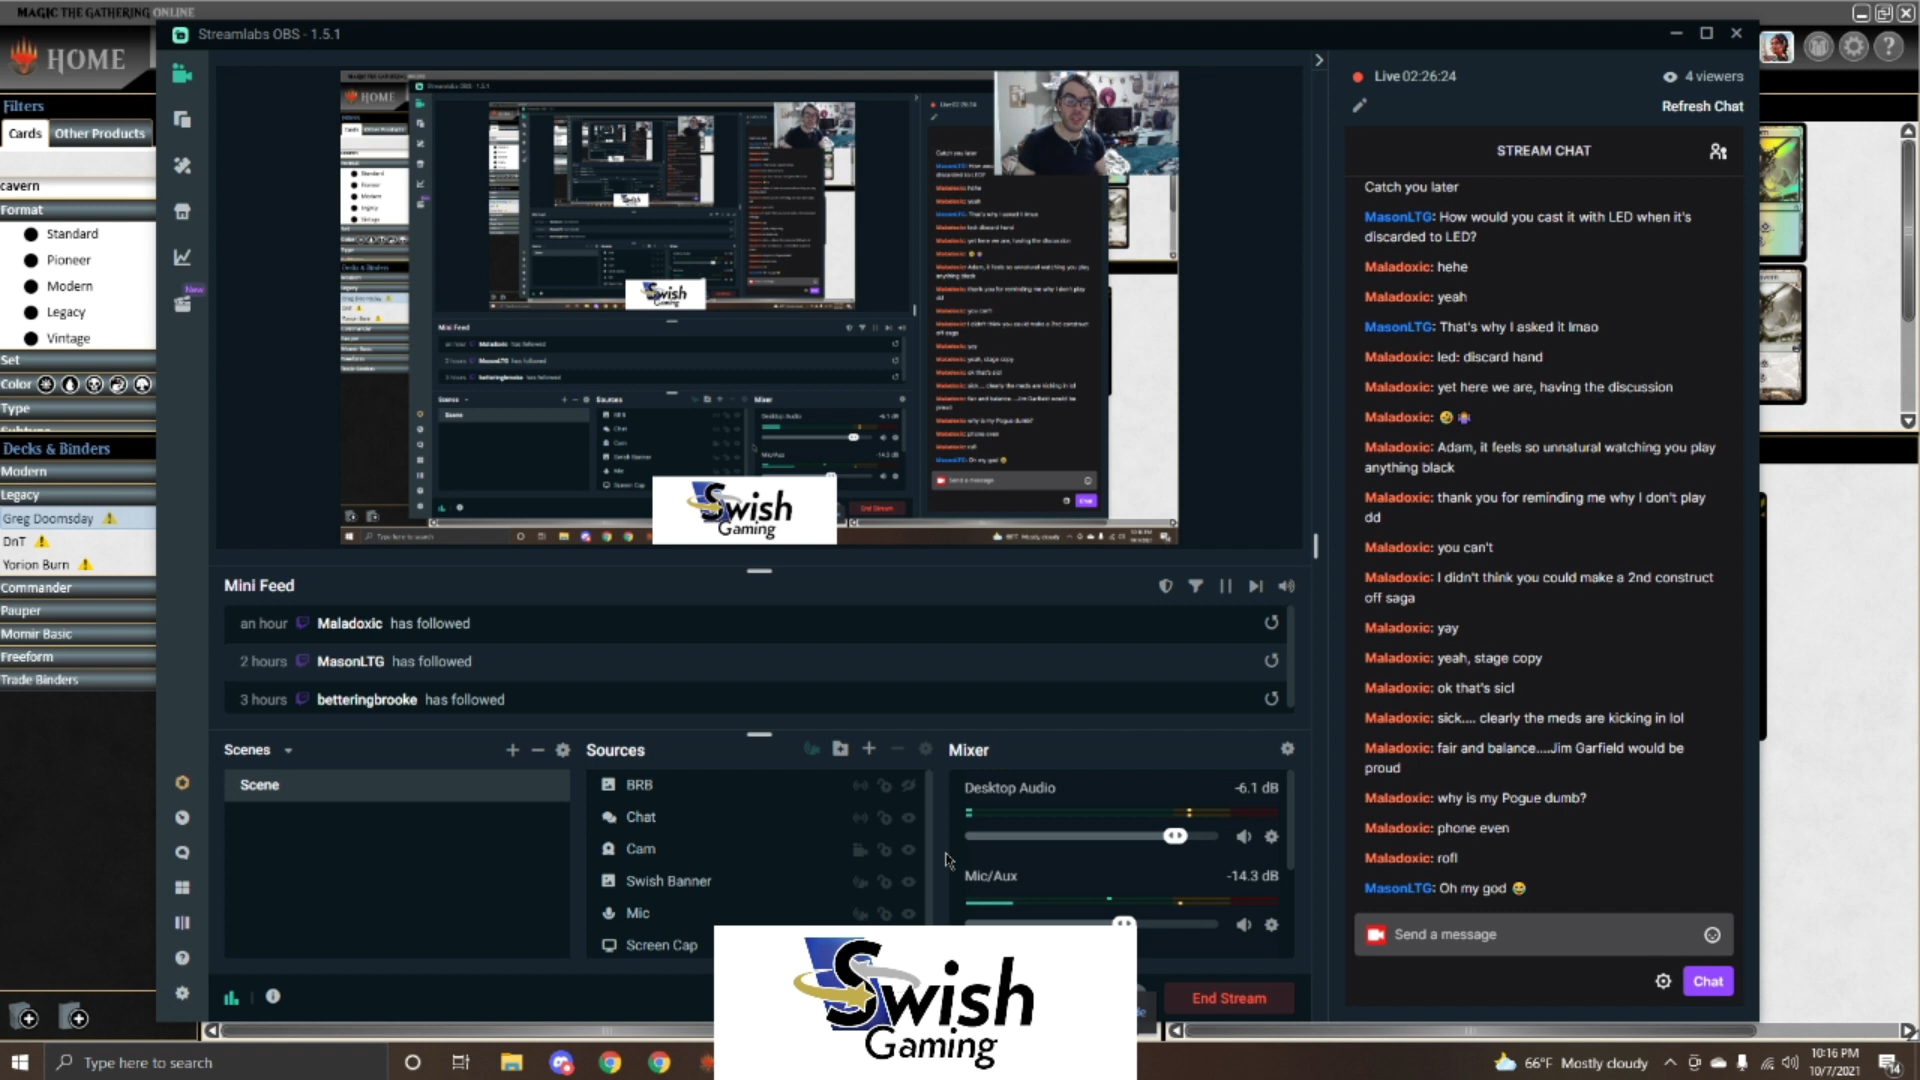 MAGIC THE GATHERING ONLINE
HOME
Filters
Cards
Other Products
cavern
Format
Standard
Pioneer
Modern
Legacy
Vintage
Set
Color
Type
Decks & Binders
Modern
Legacy
Greg Doomsday
DnT
Yorion Burn
Commander
Pauper
Momir Basic
Freeform
Trade Binders
Streamlabs OBS - 1.5.1
New
Swish
Gaming
Mini Feed
an hour Maladoxic has followed
2 hours MasonLTG has followed
3 hours betteringbrooke has followed
Scenes
Scene
Sources
BRB
Chat
Cam
Swish Banner
Mic
Screen Cap
Mixer
Desktop Audio -6.1 dB
Mic/Aux -14.3 dB
End Stream
Swish
Gaming
Live 02:26:24
4 viewers
Refresh Chat
STREAM CHAT
Catch you later
MasonLTG: How would you cast it with LED when it's
discarded to LED?
Maladoxic: hehe
Maladoxic: yeah
MasonLTG: That's why I asked it lmao
Maladoxic: led: discard hand
Maladoxic: yet here we are, having the discussion
Maladoxic: 🤣 🤷
Maladoxic: Adam, it feels so unnatural watching you play
anything black
Maladoxic: thank you for reminding me why I don't play
dd
Maladoxic: you can't
Maladoxic: I didn't think you could make a 2nd construct
off saga
Maladoxic: yay
Maladoxic: yeah, stage copy
Maladoxic: ok that's sicl
Maladoxic: sick.... clearly the meds are kicking in lol
Maladoxic: fair and balance....Jim Garfield would be
proud
Maladoxic: why is my Pogue dumb?
Maladoxic: phone even
Maladoxic: rofl
MasonLTG: Oh my god 😂
Send a message
Chat
Type here to search
66°F Mostly cloudy
10:16 PM
10/7/2021
14